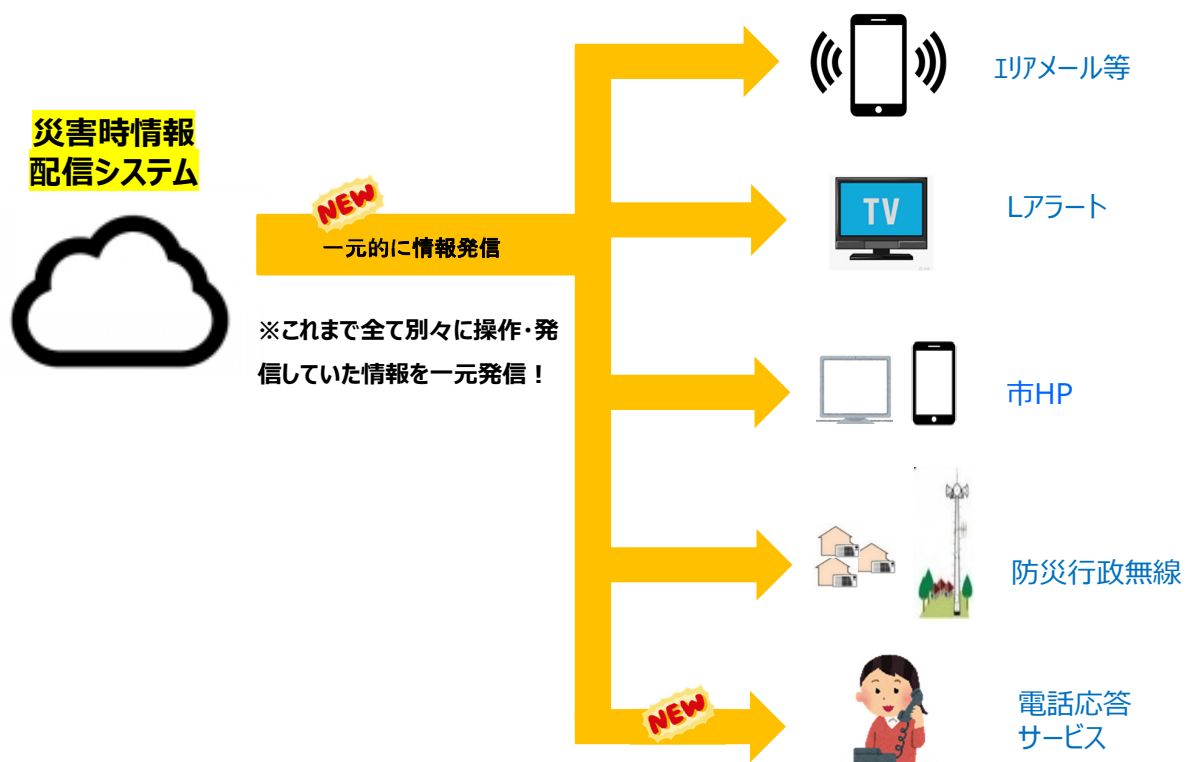 災害時情報
配信システム
NEW
一元的に情報発信
※これまで全て別々に操作・発
信していた情報を一元発信！
エリアメール等
TV
Lアラート
市HP
防災行政無線
NEW
電話応答
サービス